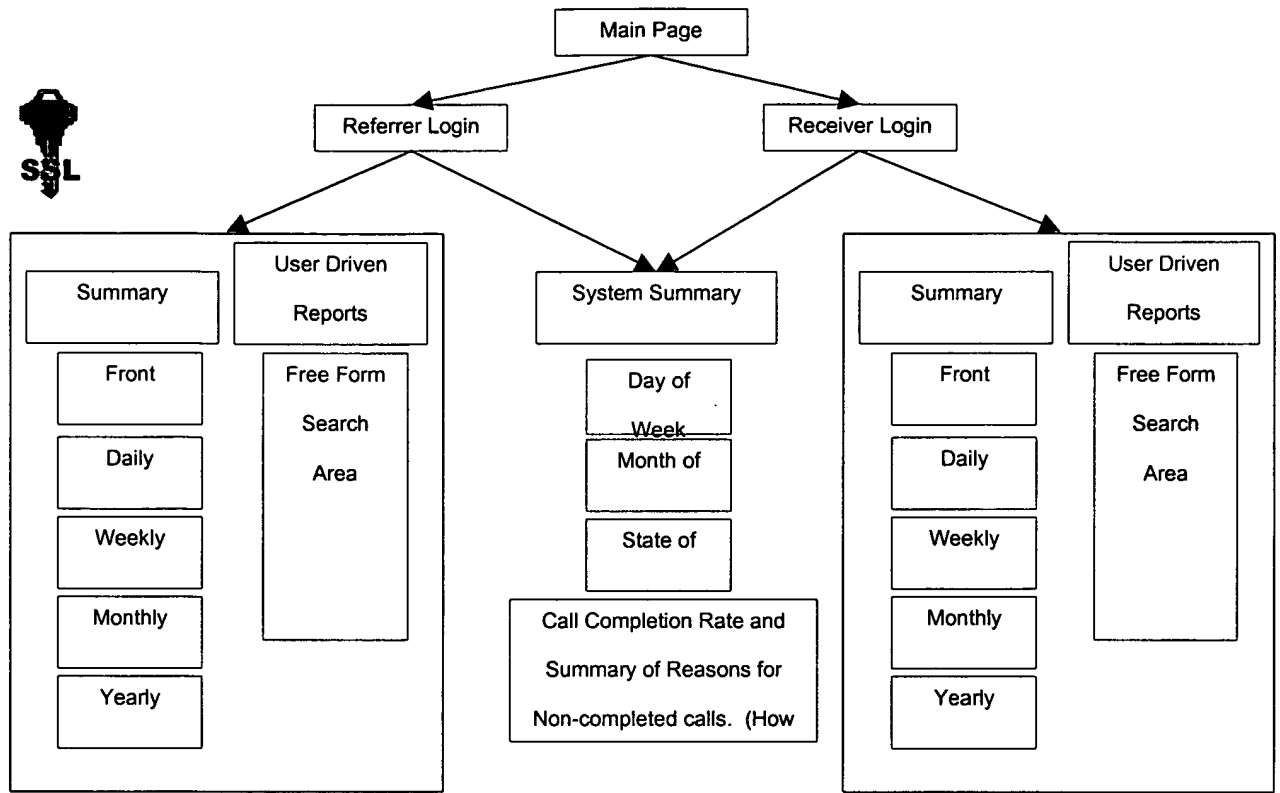 Main Page
Referrer Login
Receiver Login
SSL
Summary
User Driven
Reports
Front
Daily
Weekly
Monthly
Yearly
Free Form
Search
Area
System Summary
Day of
Week
Month of
State of
Call Completion Rate and
Summary of Reasons for
Non-completed calls. (How
Summary
User Driven
Reports
Front
Daily
Weekly
Monthly
Yearly
Free Form
Search
Area